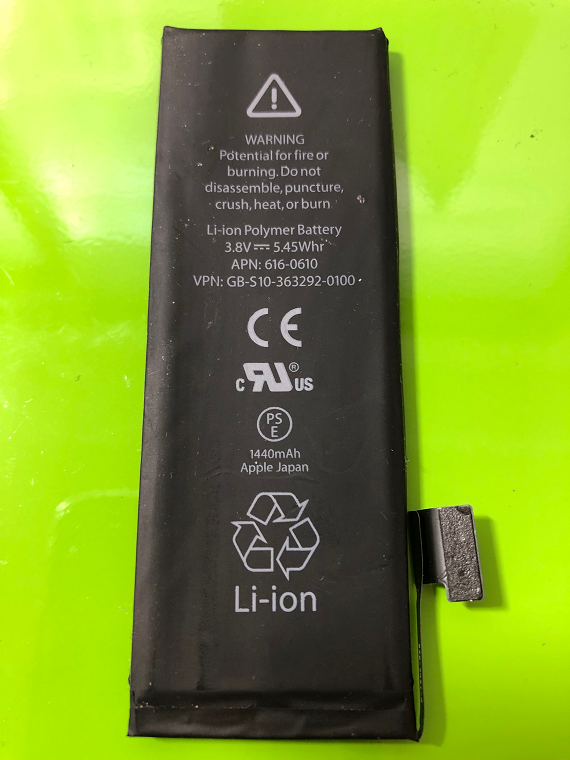 WARNING
Potential for fire or
burning. Do not
disassemble, puncture,
crush, heat, or burn
Li-ion Polymer Battery
3.8V ⎓ 5.45Whr
APN: 616-0610
VPN: GB-S10-363292-0100
CE
c RU ® US
PS
E
1440mAh
Apple Japan
Li-ion